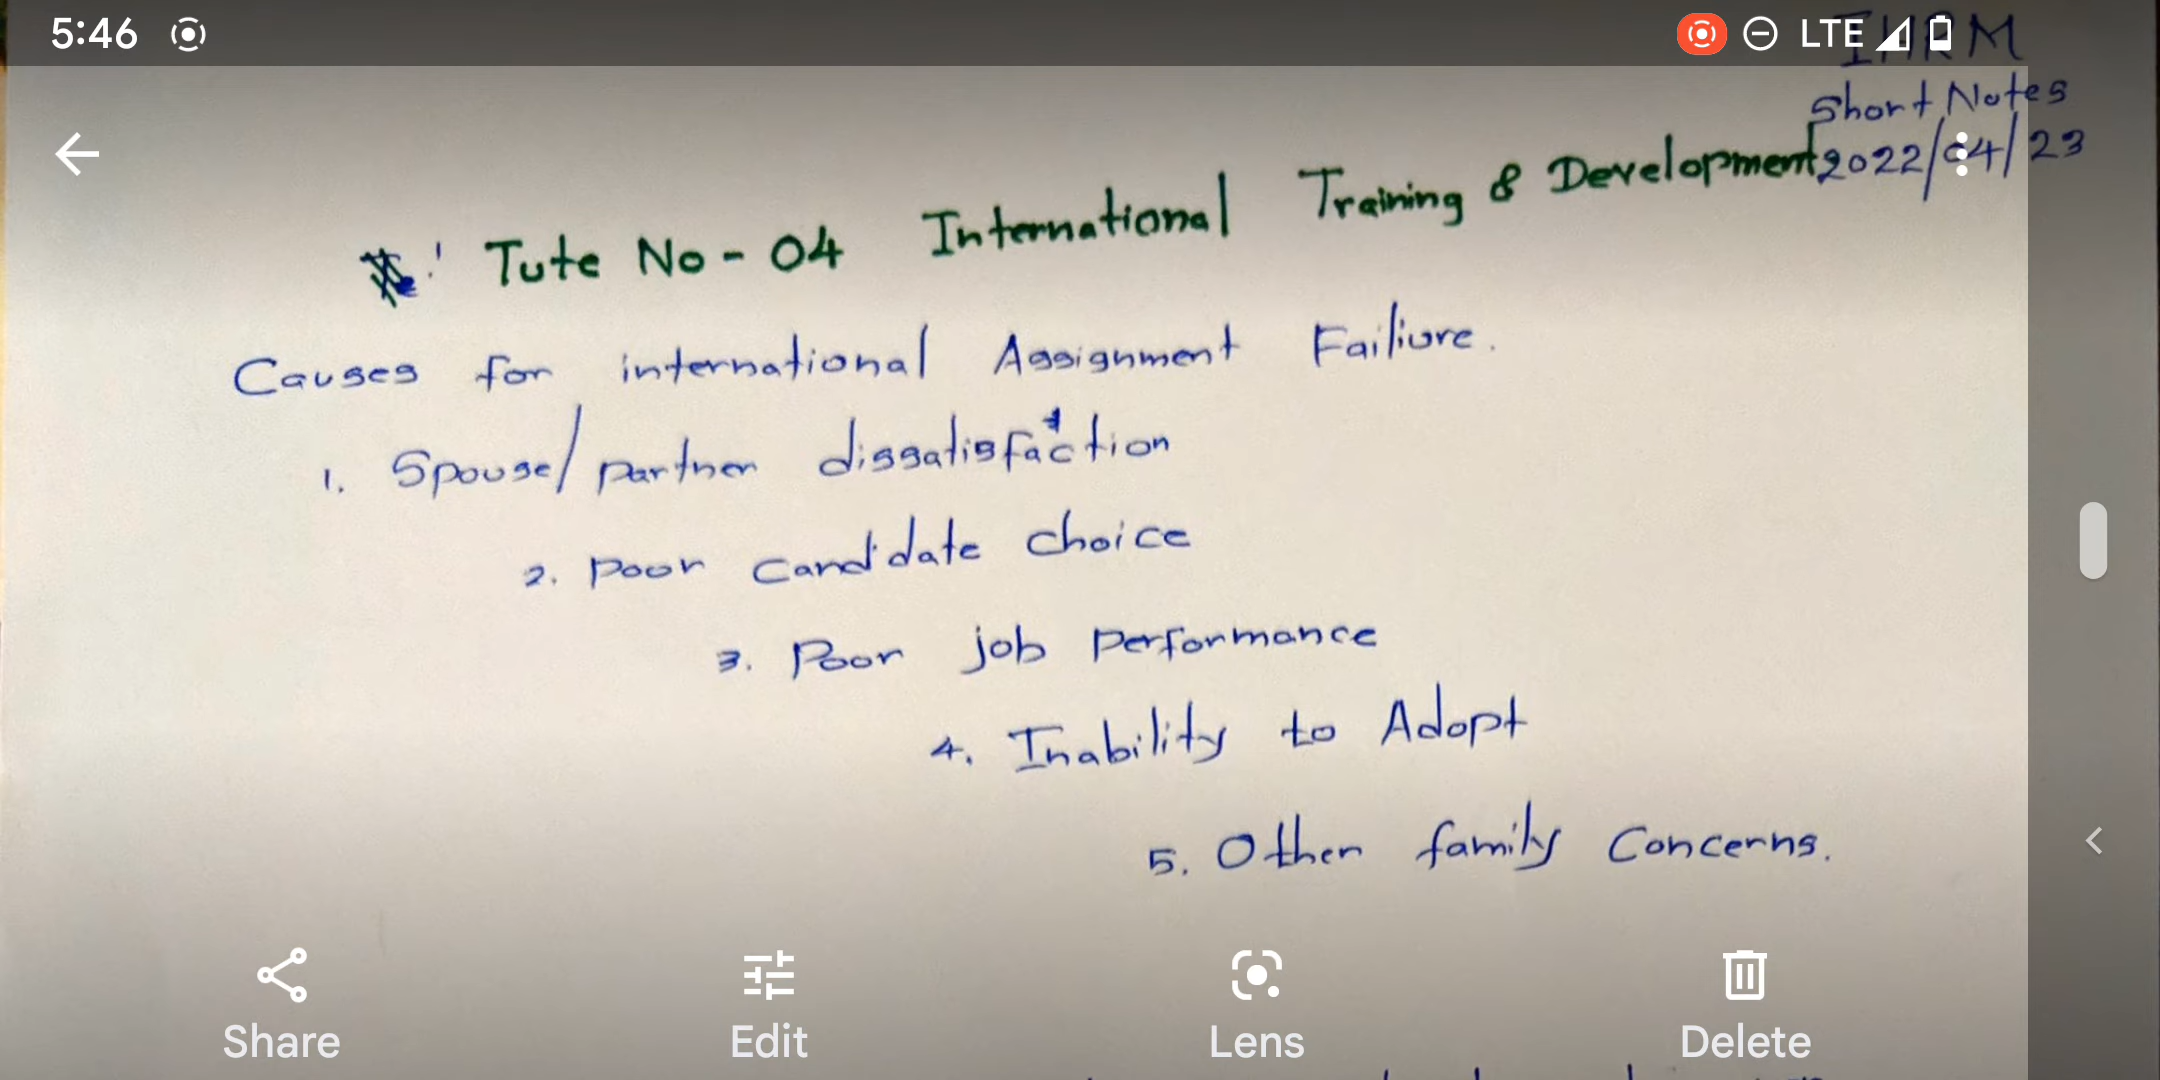 5:46 LTE
IHRM
Short Notes
2022/04/23
Tute No - 04 International Training & Development
Causes for international Assignment Failiure.
1. Spouse/partner dissatisfaction
2. Poor candidate choice
3. Poor job performance
4. Inability to Adopt
5. Other family Concerns.
Share Edit Lens Delete